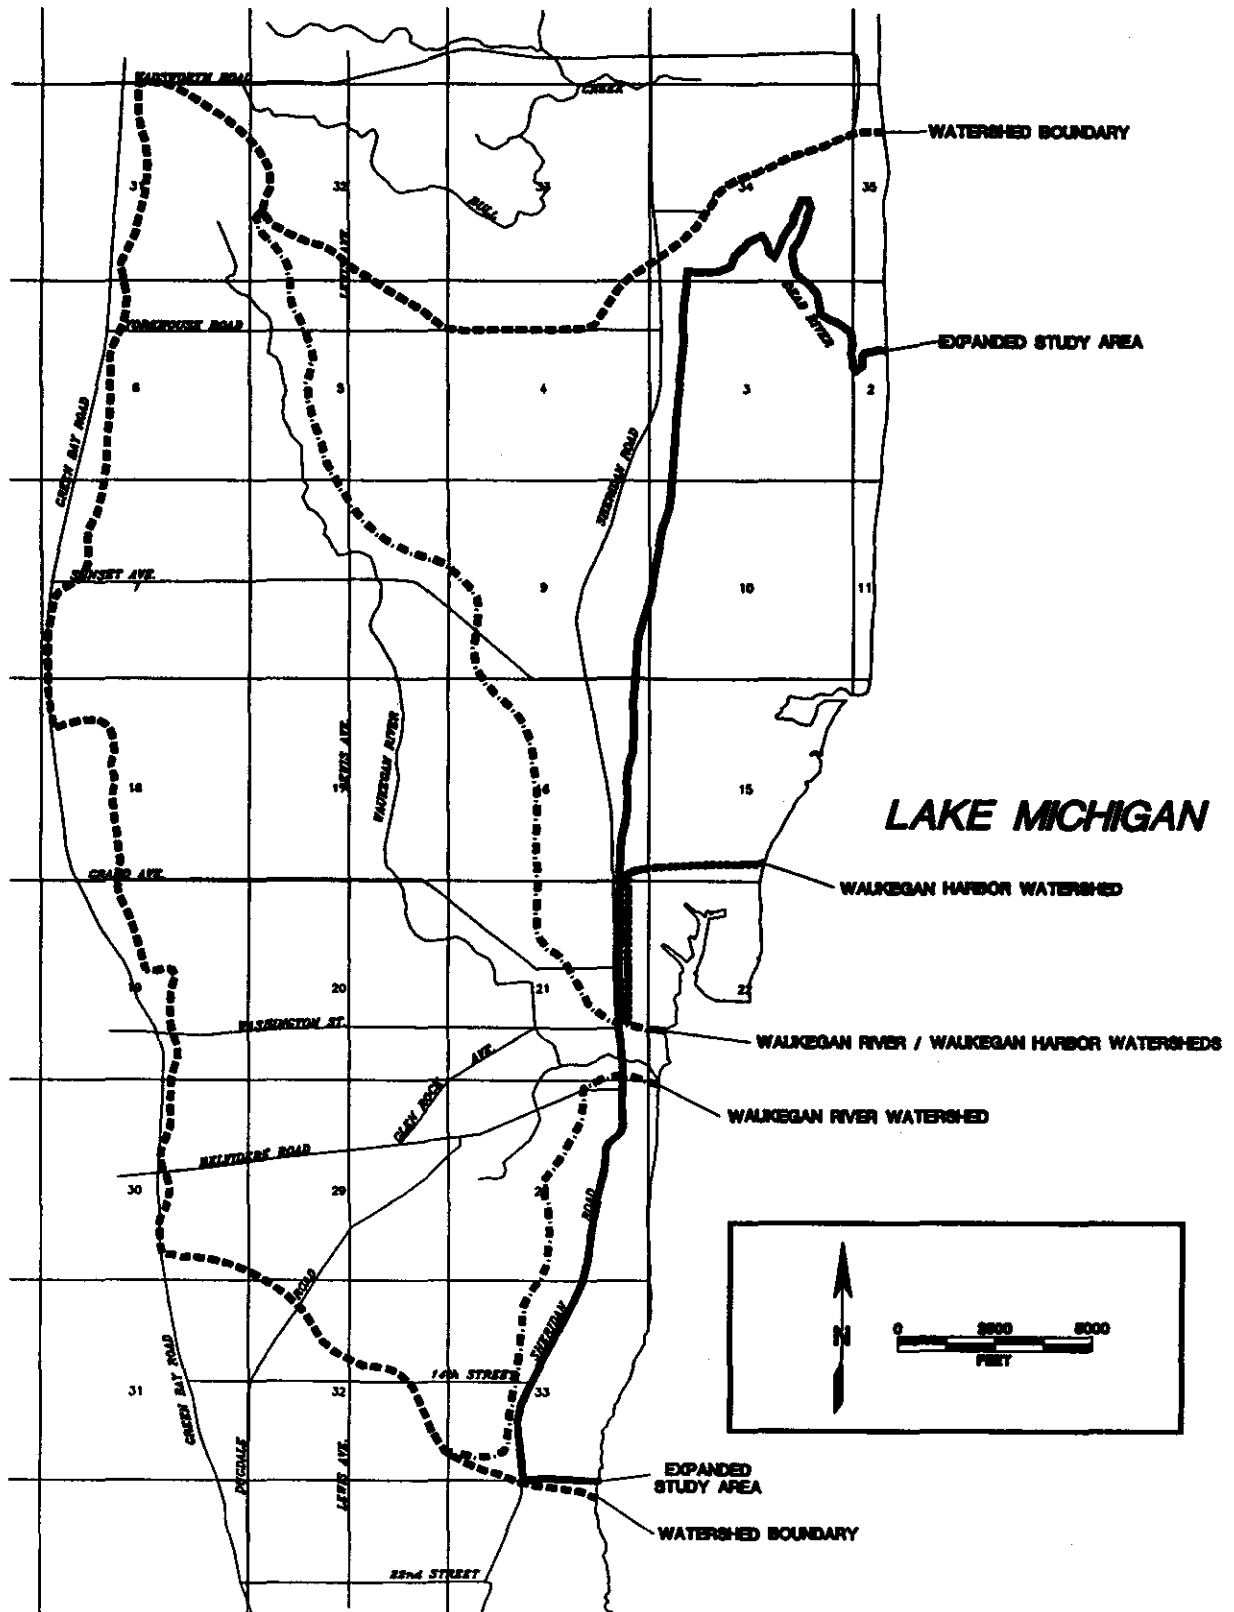 WADSWORTH ROAD
CREEK
WATERSHED BOUNDARY
32
33
34
35
BULL
LEWIS AVE.
DEAD RIVER
YORKHOUSE ROAD
EXPANDED STUDY AREA
6
5
4
3
2
GREEN BAY ROAD
SHERIDAN ROAD
SUNSET AVE.
7
9
10
11
LEWIS AVE.
WAUKEGAN RIVER
18
17
16
15
LAKE MICHIGAN
GRAND AVE.
WAUKEGAN HARBOR WATERSHED
19
20
21
22
WASHINGTON ST.
WAUKEGAN RIVER / WAUKEGAN HARBOR WATERSHEDS
GLEN ROCK AVE.
WAUKEGAN RIVER WATERSHED
BELVIDERE ROAD
30
29
ROAD
ROAD
SHERIDAN
N
0 2500 5000
FEET
GREEN BAY ROAD
14th STREET
31
32
33
DUGDALE
LEWIS AVE.
EXPANDED
STUDY AREA
WATERSHED BOUNDARY
22nd STREET